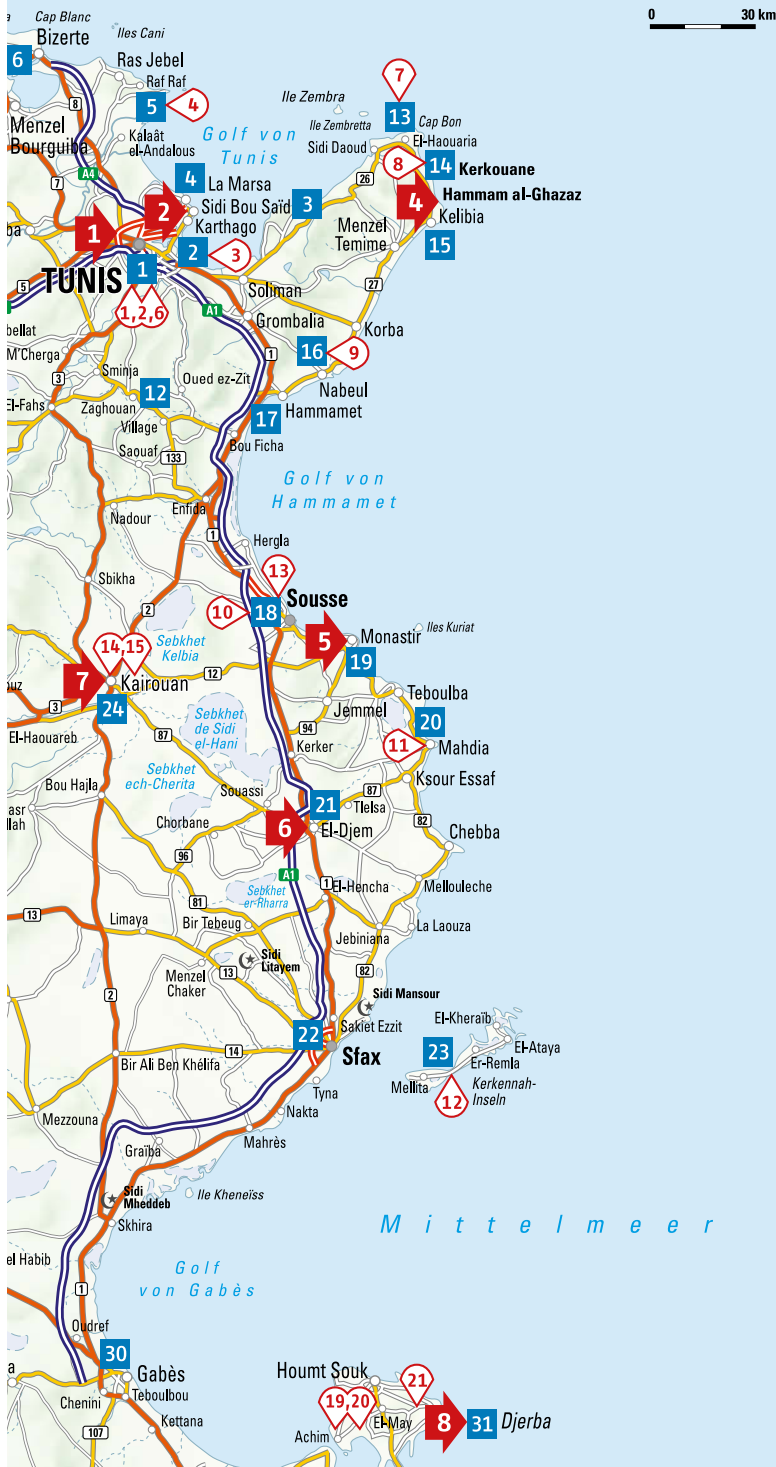 Cap Blanc
Iles Cani
0 30 km
Bizerte
6
Ras Jebel
Raf Raf
7
8
5
4
Ile Zembra
13
Cap Bon
Menzel
Bourguiba
Kalaât
el-Andalous
Golf von
Tunis
Ile Zembretta
El-Haouaria
Sidi Daoud
8
14
Kerkouane
A4
7
4
La Marsa
26
4
Hammam al-Ghazaz
2
Sidi Bou Saïd
3
Kelibia
Karthago
1
Menzel
Temime
15
2
3
TUNIS
1
5
Soliman
27
1,2,6
A1
Grombalia
Korba
M'Cherga
1
16
9
Sminja
3
Oued ez-Zit
Nabeul
12
El-Fahs
Zaghouan
Hammamet
17
Village
Bou Ficha
Saouaf
133
Golf von
Hammamet
Enfida
Nadour
1
Hergla
13
Sbikha
2
10
18
Sousse
Iles Kuriat
14,15
Sebkhet
Kelbia
5
Monastir
19
7
Kairouan
12
24
3
Teboulba
Jemmel
Sebkhet
de Sidi
el-Hani
20
El-Haouareb
87
94
11
Mahdia
Kerker
Sebkhet
ech-Cherita
Ksour Essaf
Bou Hajla
Souassi
21
87
Tlelsa
82
Chorbane
6
El-Djem
Chebba
96
A1
81
Sebkhet
er-Rharra
1
El-Hencha
Mellouleche
13
Limaya
Bir Tebeug
La Laouza
Jebiniana
Sidi
Litayem
Menzel
Chaker
13
82
2
Sidi Mansour
Sakiet Ezzit
El-Kheraïb
22
Sfax
El-Ataya
14
23
Er-Remla
Bir Ali Ben Khélifa
Mellita
Kerkennah-
Inseln
12
Tyna
Mezzouna
Nakta
Mahrès
Graïba
Sidi
Mheddeb
Ile Kheneïss
Skhira
Mittelmeer
el Habib
Golf
von Gabès
1
Oudref
30
Gabès
Houmt Souk
21
Chenini
Teboulbou
19,20
El-May
8
31
Djerba
107
Kettana
Achim